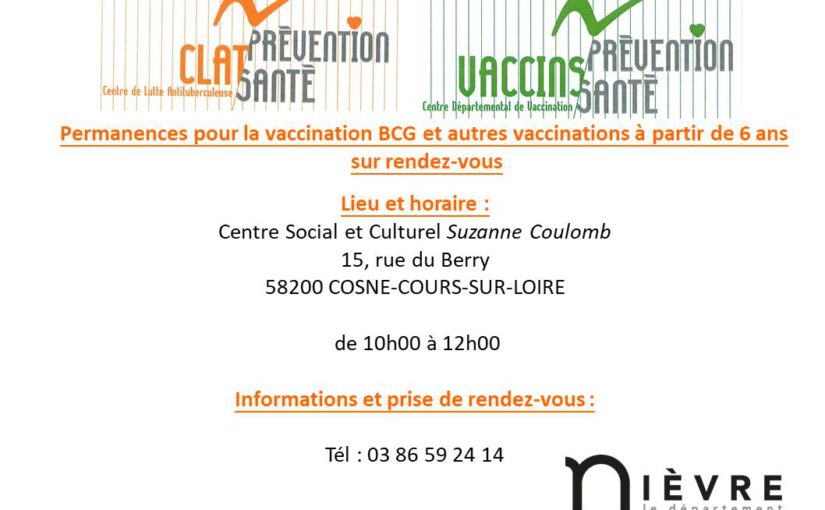 CLAT PRÉVENTION SANTÉ
Centre de Lutte Antituberculeuse
VACCINS PRÉVENTION SANTÉ
Centre Départemental de Vaccination
Permanences pour la vaccination BCG et autres vaccinations à partir de 6 ans
sur rendez-vous
Lieu et horaire :
Centre Social et Culturel Suzanne Coulomb
15, rue du Berry
58200 COSNE-COURS-SUR-LOIRE
de 10h00 à 12h00
Informations et prise de rendez-vous :
Tél : 03 86 59 24 14
nIÈVRE
le département